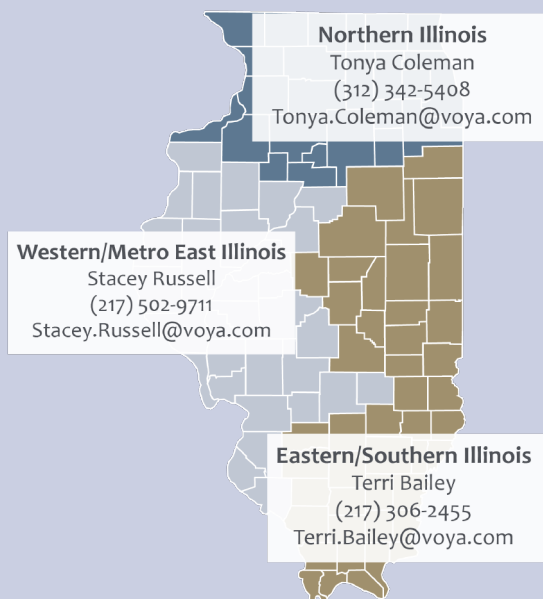 Northern Illinois
Tonya Coleman
(312) 342-5408
Tonya.Coleman@voya.com
Western/Metro East Illinois
Stacey Russell
(217) 502-9711
Stacey.Russell@voya.com
Eastern/Southern Illinois
Terri Bailey
(217) 306-2455
Terri.Bailey@voya.com